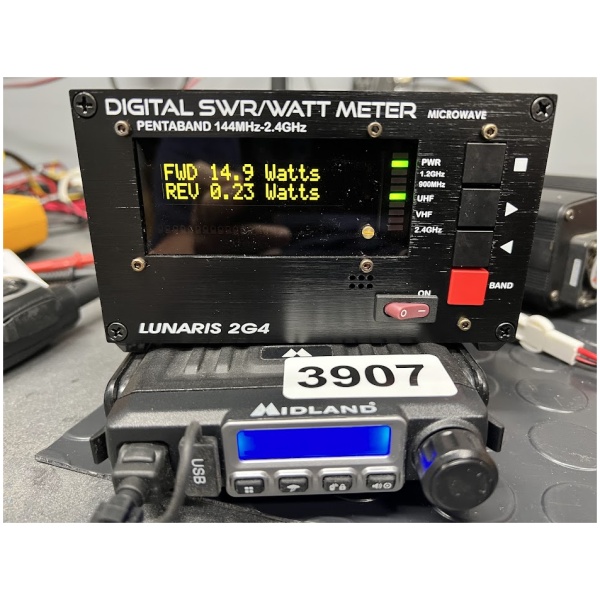 DIGITAL SWR/WATT METER MICROWAVE
PENTABAND 144MHz-2.4GHz
FWD 14.9 Watts
REV 0.23 Watts
PWR
1.2GHz
900MHz
UHF
VHF
2.4GHz
BAND
ON
LUNARIS 2G4
3907
MIDLAND
USB